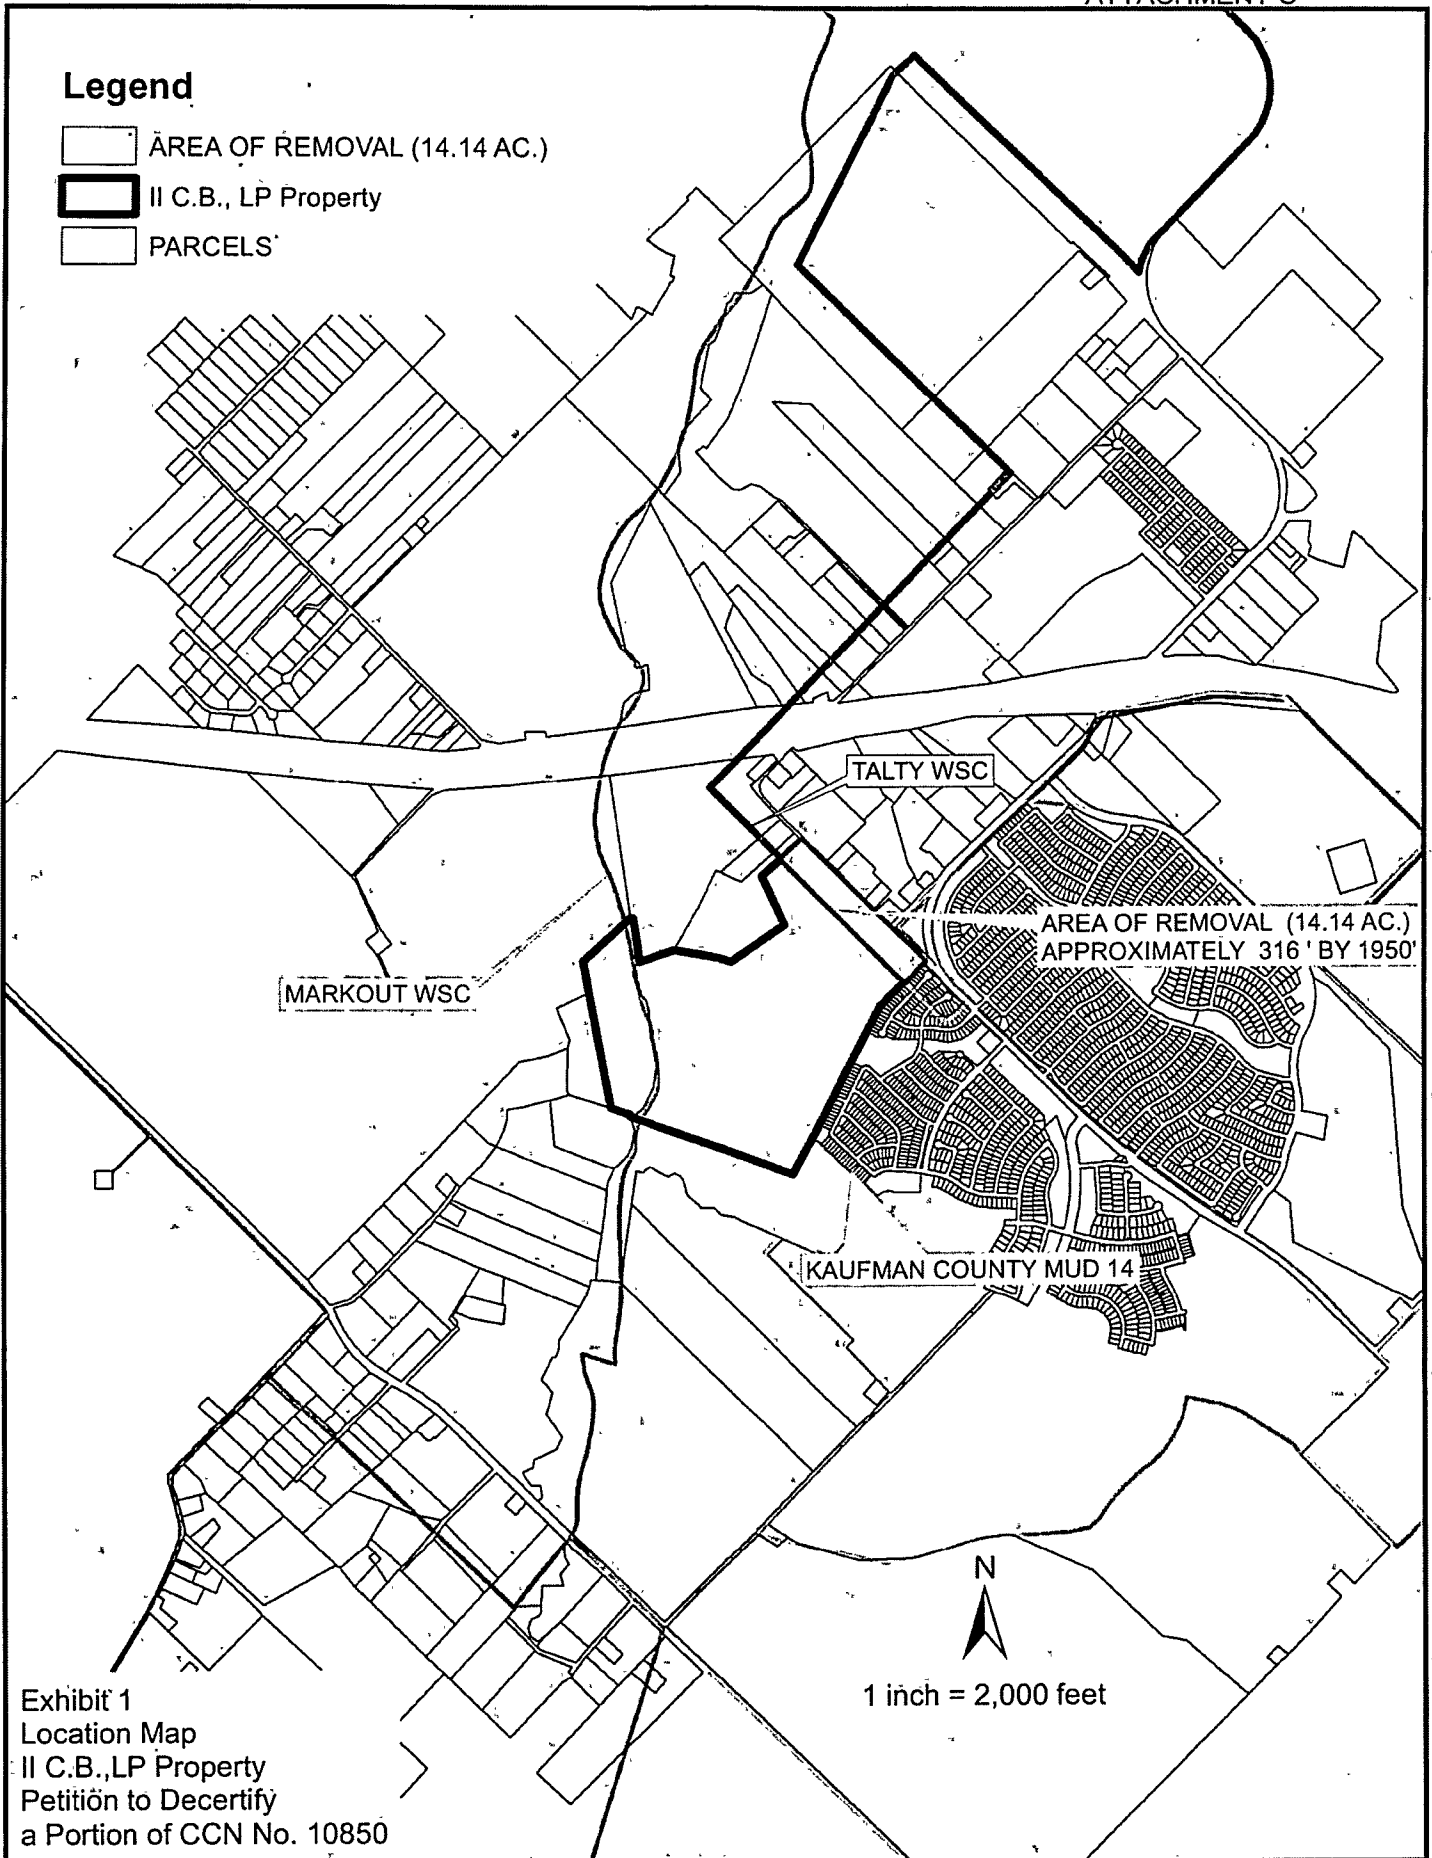 ATTACHMENT C
Legend
AREA OF REMOVAL (14.14 AC.)
II C.B., LP Property
PARCELS
TALTY WSC
AREA OF REMOVAL (14.14 AC.)
APPROXIMATELY 316 ' BY 1950'
MARKOUT WSC
KAUFMAN COUNTY MUD 14
N
1 inch = 2,000 feet
Exhibit 1
Location Map
II C.B.,LP Property
Petition to Decertify
a Portion of CCN No. 10850